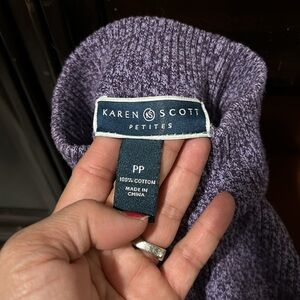 KAREN SCOTT
PETITES
PP
100% COTTON
MADE IN
CHINA